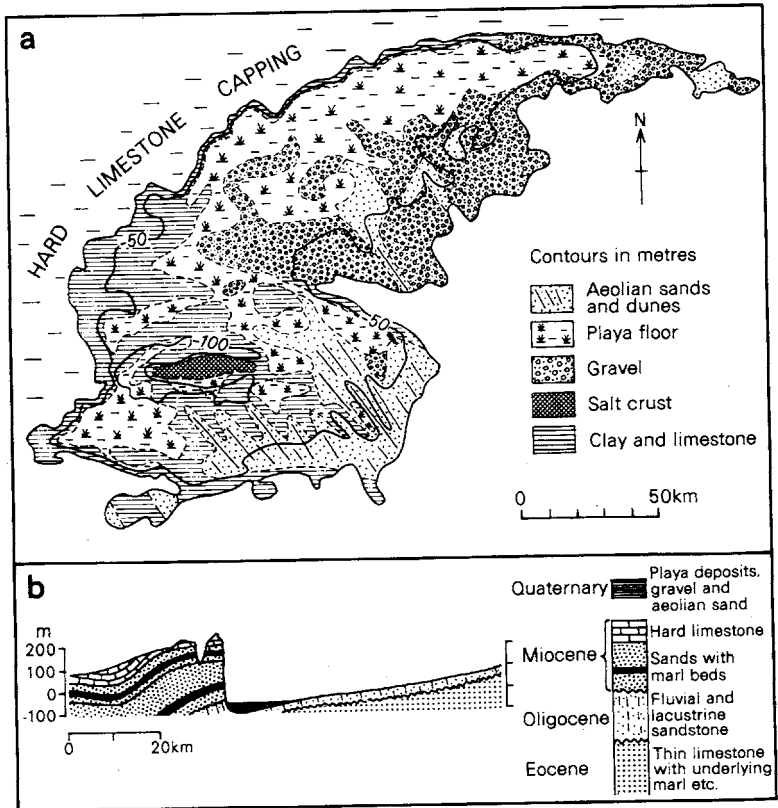 a
HARD LIMESTONE CAPPING
N
-50
-100
50
Contours in metres
Aeolian sands
and dunes
Playa floor
Gravel
Salt crust
Clay and limestone
0 50km
b
m
200
100
0
-100
0 20km
Quaternary
Playa deposits,
gravel and
aeolian sand
Miocene
Hard limestone
Sands with
marl beds
Oligocene
Fluvial and
lacustrine
sandstone
Eocene
Thin limestone
with underlying
marl etc.